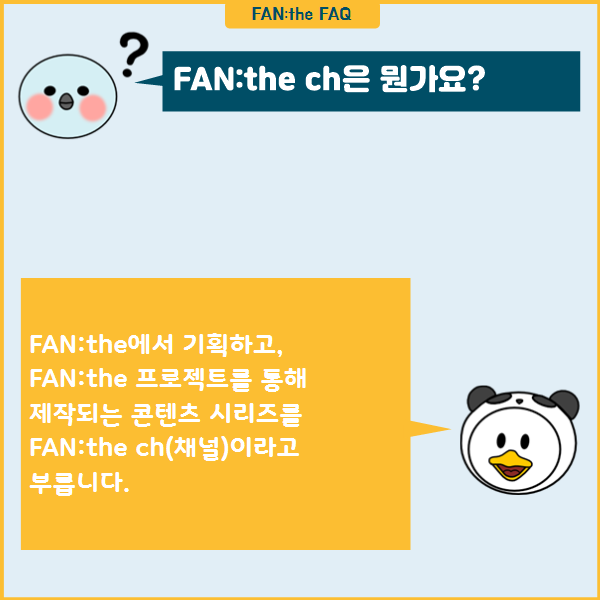 FAN:the FAQ
?
FAN:the ch은 뭔가요?
FAN:the에서 기획하고,
FAN:the 프로젝트를 통해
제작되는 콘텐츠 시리즈를
FAN:the ch(채널)이라고
부릅니다.